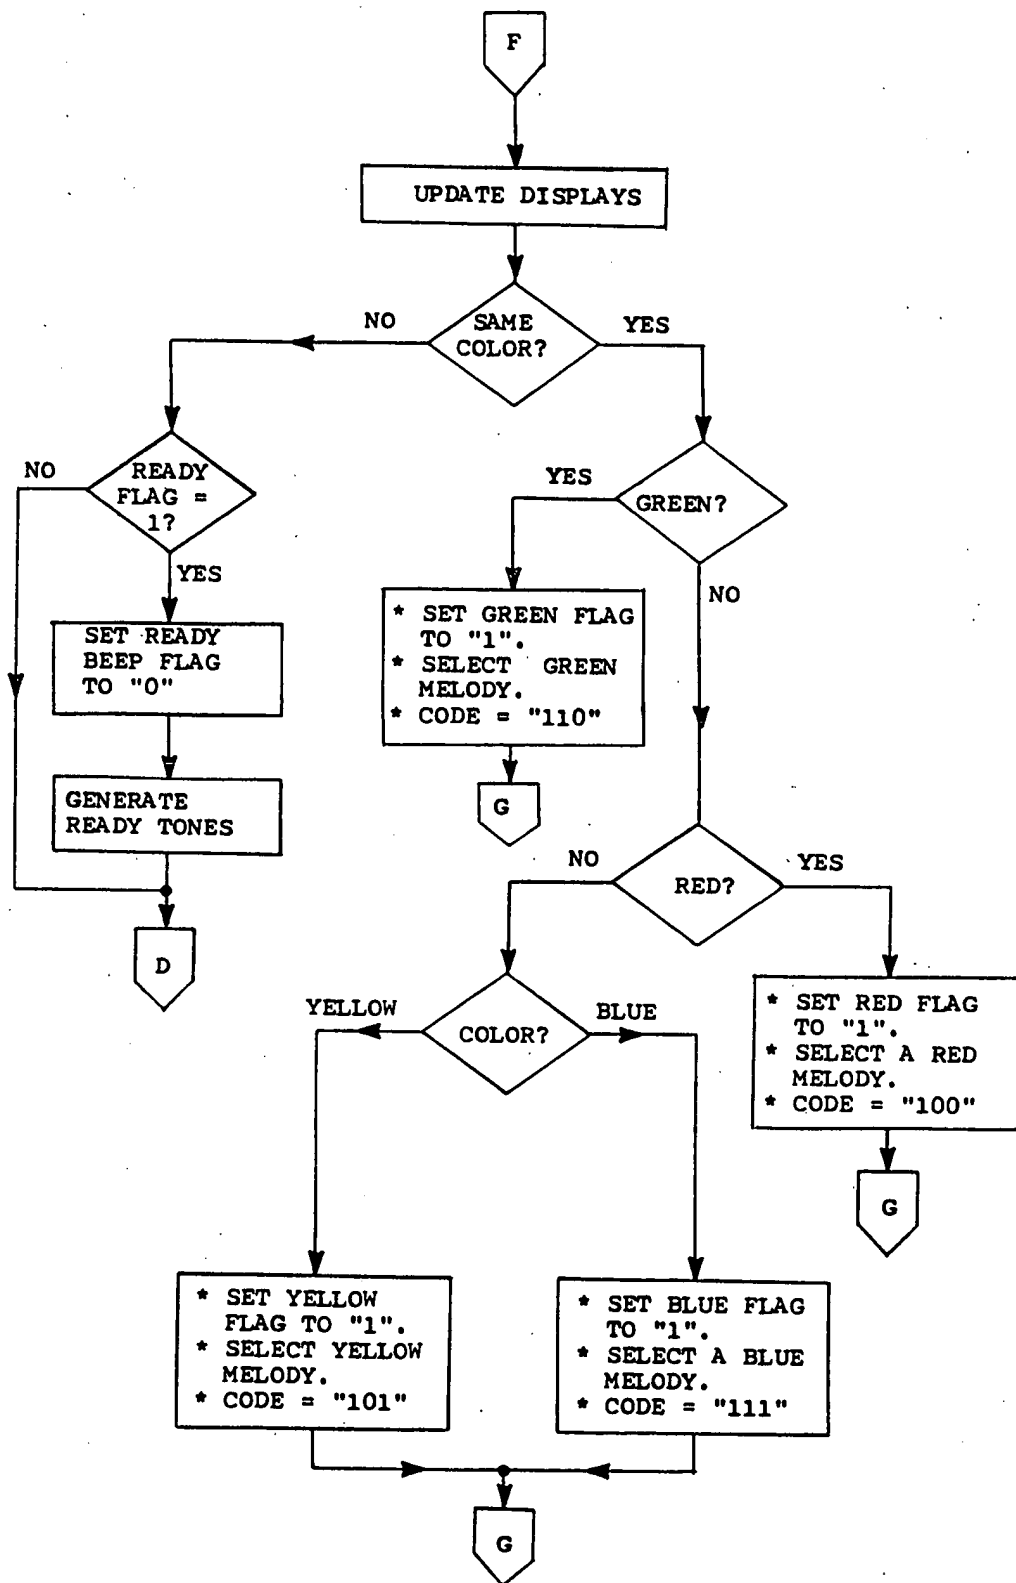 F
UPDATE DISPLAYS
NO
SAME
COLOR?
YES
NO
READY
FLAG =
1?
YES
GREEN?
YES
NO
SET READY
BEEP FLAG
TO "0"
* SET GREEN FLAG
TO "1".
* SELECT GREEN
MELODY.
* CODE = "110"
GENERATE
READY TONES
G
D
NO
RED?
YES
YELLOW
COLOR?
BLUE
* SET RED FLAG
TO "1".
* SELECT A RED
MELODY.
* CODE = "100"
G
* SET YELLOW
FLAG TO "1".
* SELECT YELLOW
MELODY.
* CODE = "101"
* SET BLUE FLAG
TO "1".
* SELECT A BLUE
MELODY.
* CODE = "111"
G